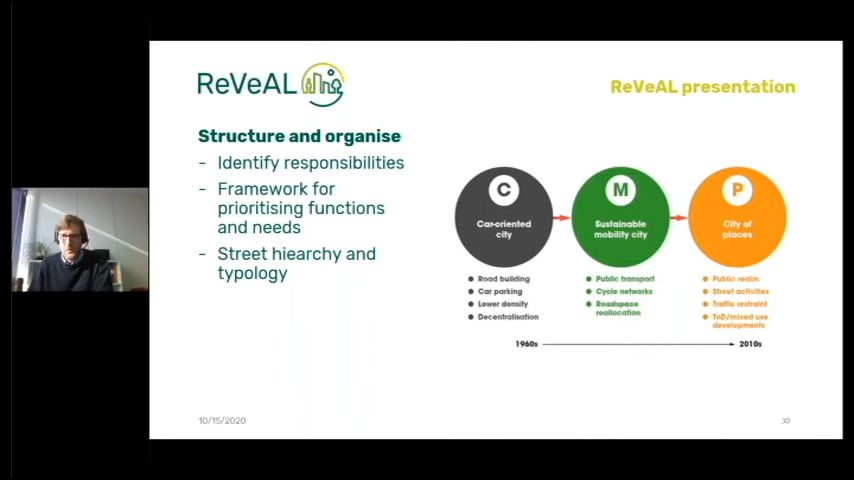 ReVeAL
ReVeAL presentation
Structure and organise
- Identify responsibilities
- Framework for
prioritising functions
and needs
- Street hiearchy and
typology
C
Car-oriented
city
● Road building
● Car parking
● Lower density
● Decentralisation
M
Sustainable
mobility city
● Public transport
● Cycle networks
● Roadspace
reallocation
P
City of
places
● Public realm
● Street activities
● Traffic restraint
● ToD/mixed use
developments
1960s
2010s
10/15/2020
30